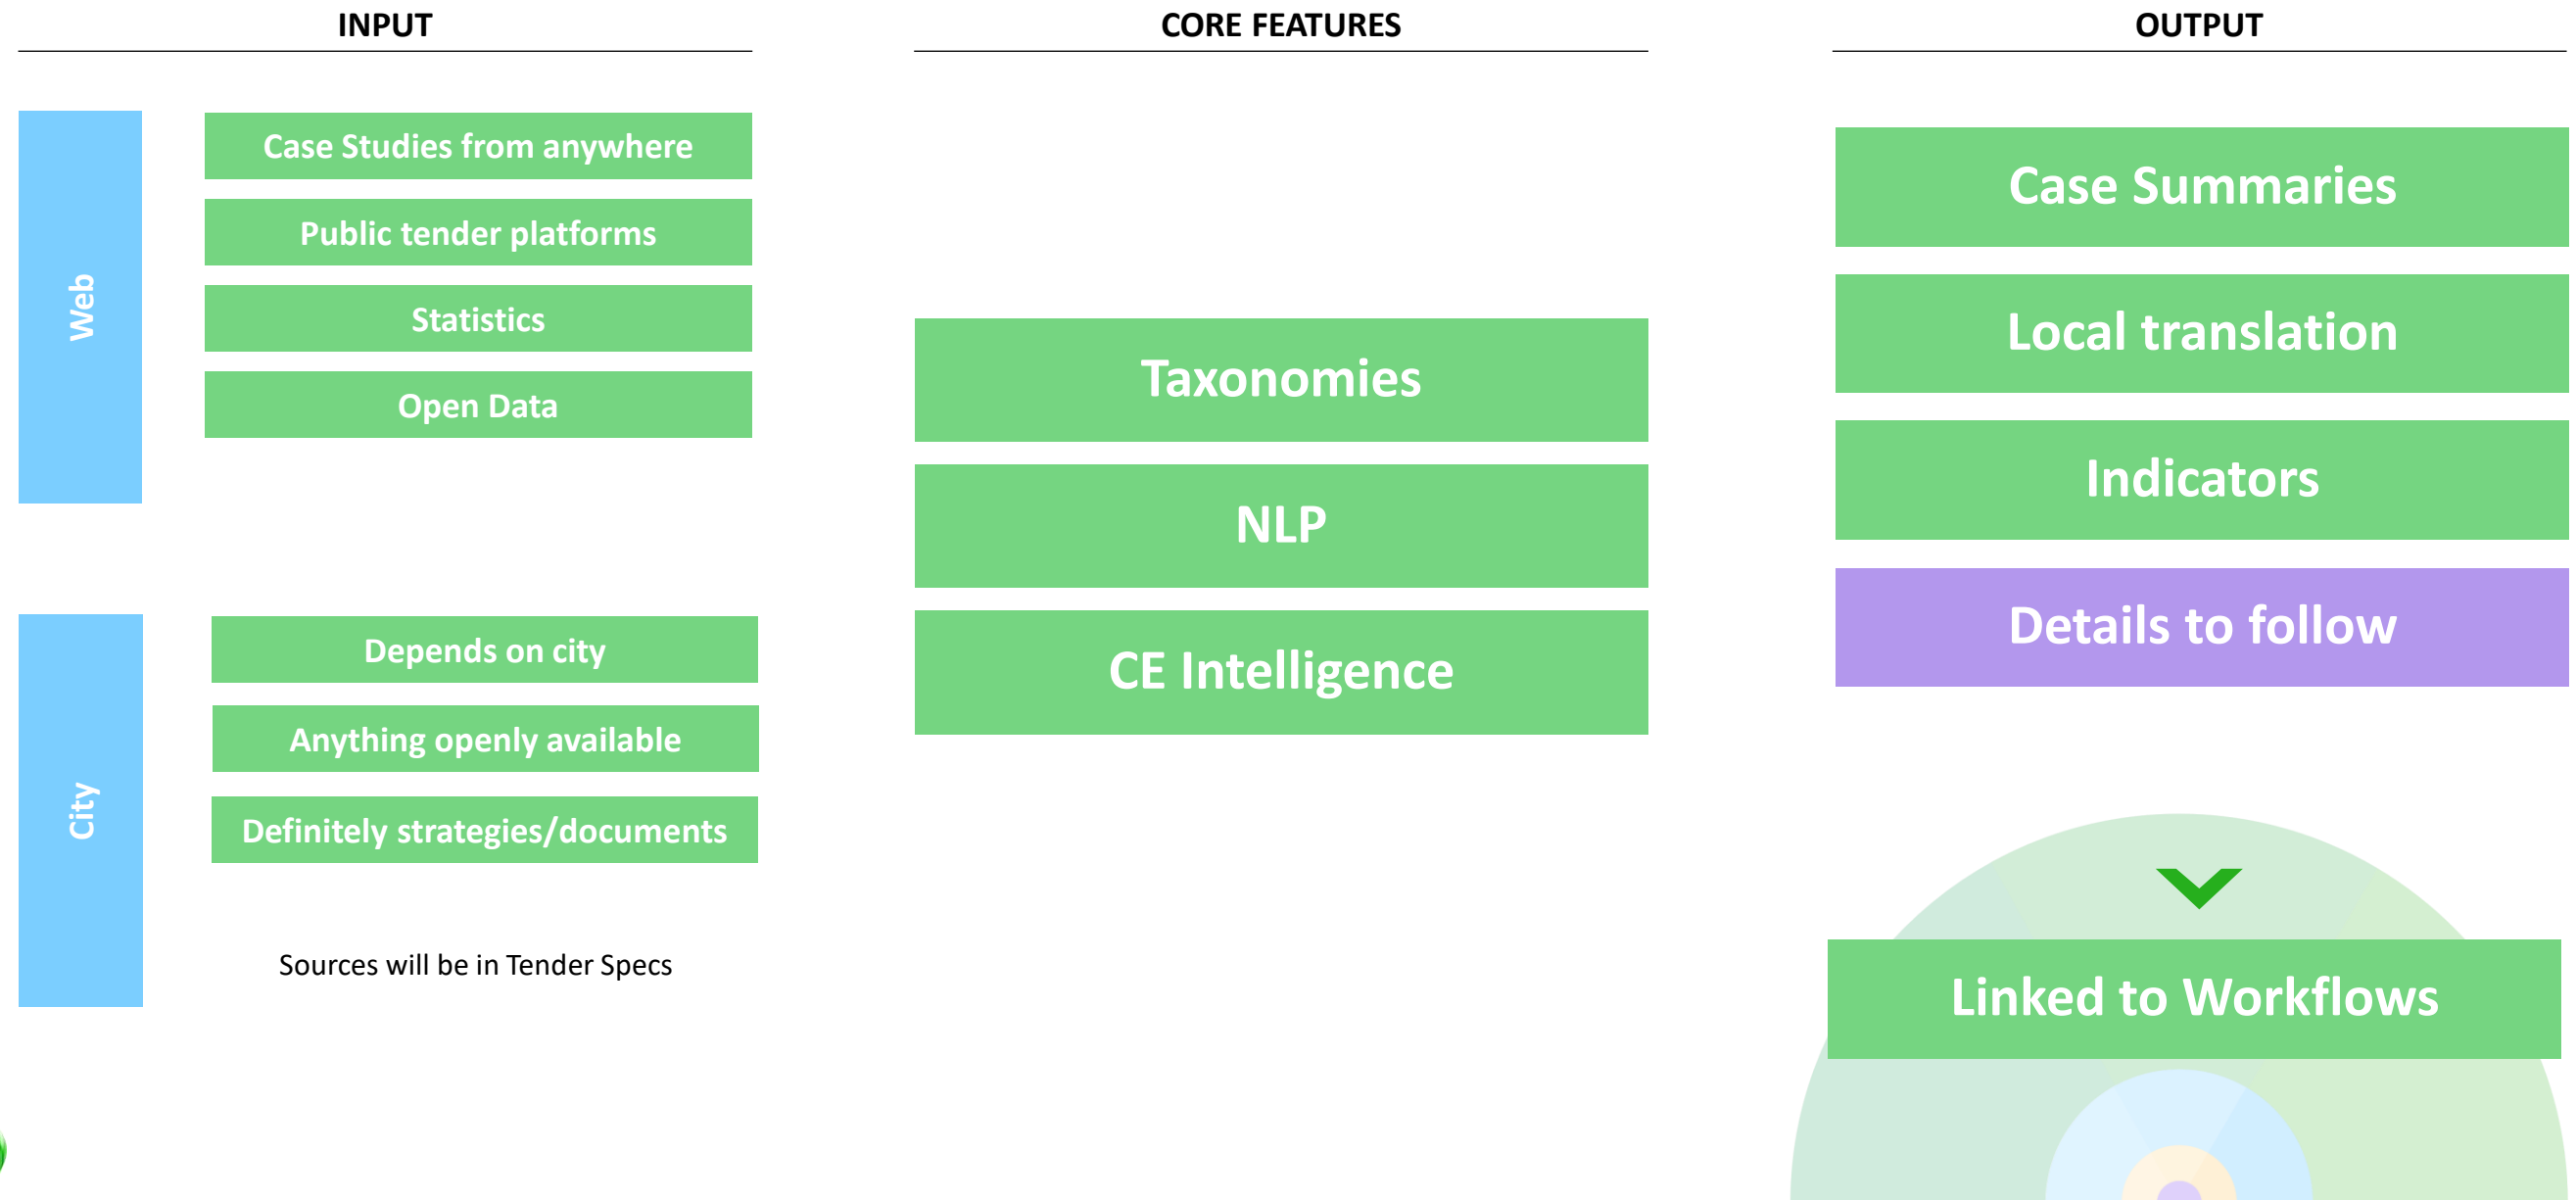 INPUT
Web
Case Studies from anywhere
Public tender platforms
Statistics
Open Data
City
Depends on city
Anything openly available
Definitely strategies/documents
Sources will be in Tender Specs
CORE FEATURES
Taxonomies
NLP
CE Intelligence
OUTPUT
Case Summaries
Local translation
Indicators
Details to follow
Linked to Workflows